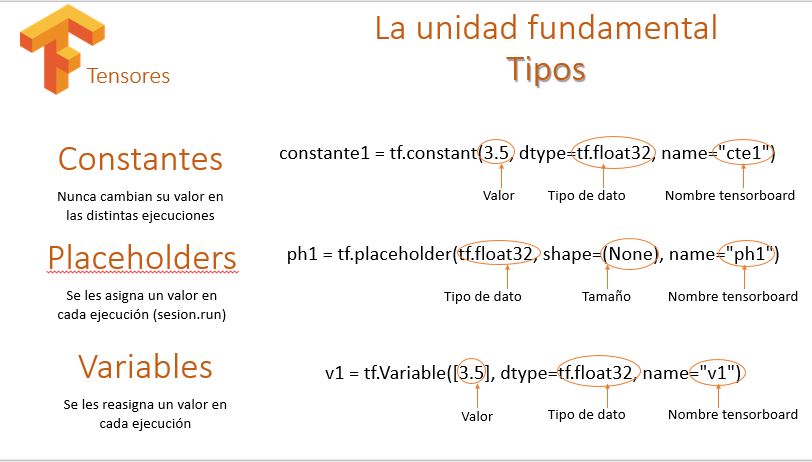 Tensores
La unidad fundamental
Tipos
Constantes
Nunca cambian su valor en
las distintas ejecuciones
constante1 = tf.constant(3.5, dtype=tf.float32, name="cte1")
Valor
Tipo de dato
Nombre tensorboard
Placeholders
Se les asigna un valor en
cada ejecución (sesion.run)
ph1 = tf.placeholder(tf.float32, shape=(None), name="ph1")
Tipo de dato
Tamaño
Nombre tensorboard
Variables
Se les reasigna un valor en
cada ejecución
v1 = tf.Variable([3.5], dtype=tf.float32, name="v1")
Valor
Tipo de dato
Nombre tensorboard